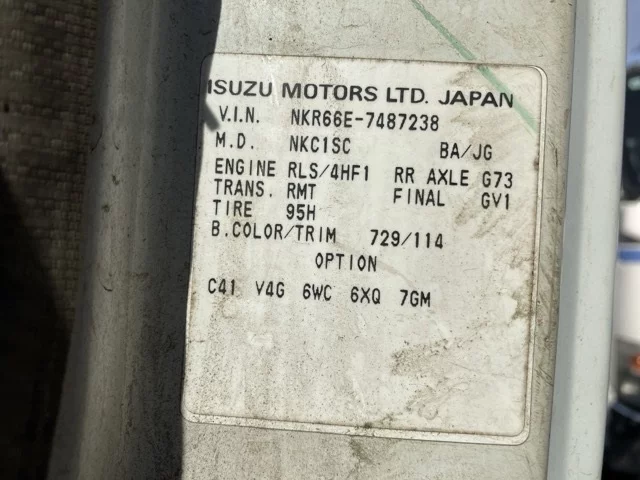 ISUZU MOTORS LTD. JAPAN
V.I.N. NKR66E-7487238
M.D. NKC1SC BA/JG
ENGINE RLS/4HF1 RR AXLE G73
TRANS. RMT FINAL GV1
TIRE 95H
B.COLOR/TRIM 729/114
OPTION
C41 V4G 6WC 6XQ 7GM